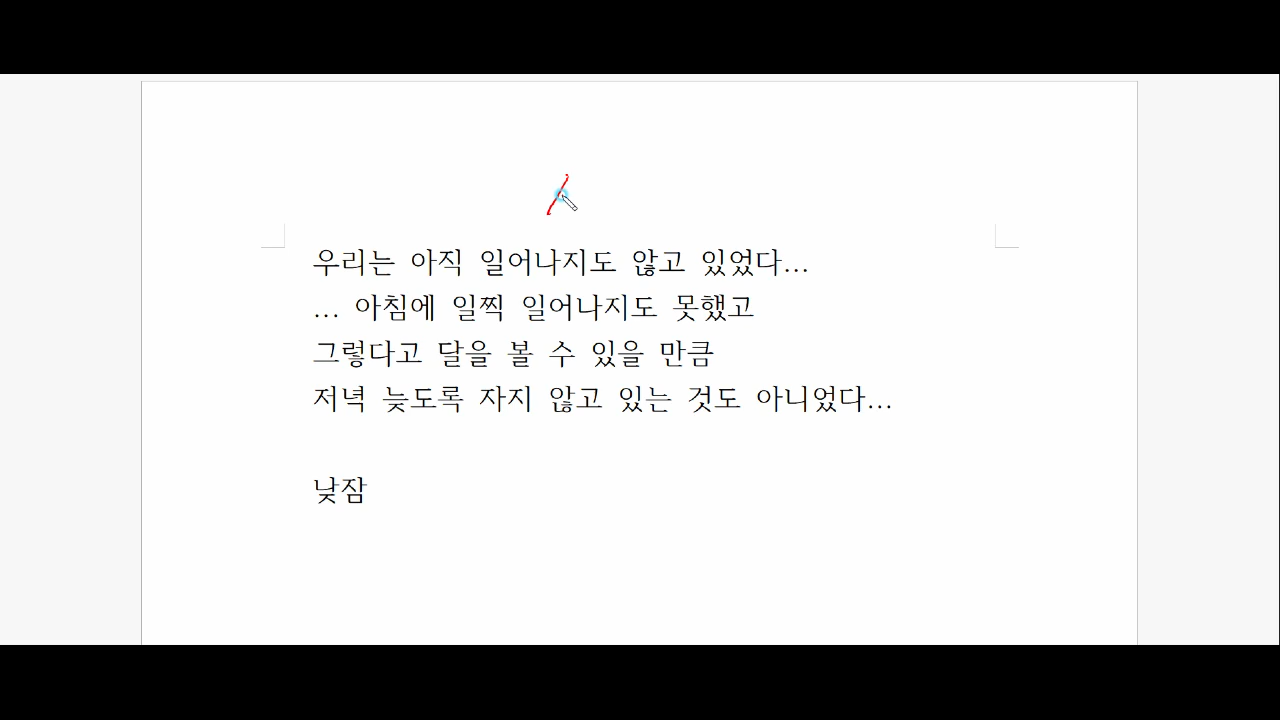 우리는 아직 일어나지도 않고 있었다...
... 아침에 일찍 일어나지도 못했고
그렇다고 달을 볼 수 있을 만큼
저녁 늦도록 자지 않고 있는 것도 아니었다...
낮잠